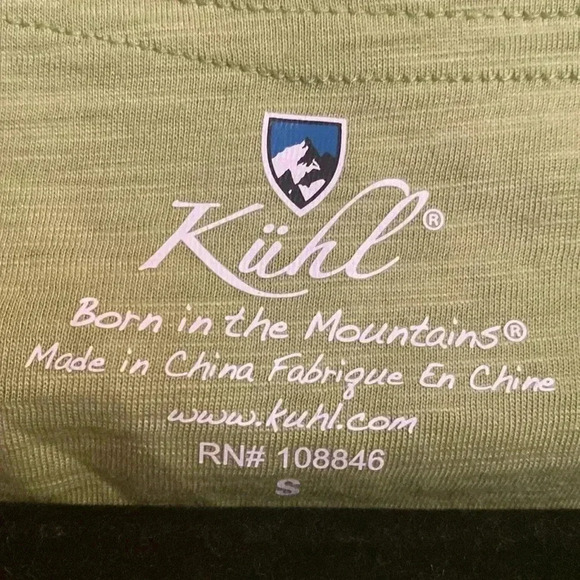 Kühl®
Born in the Mountains®
Made in China Fabrique En Chine
www.kuhl.com
RN# 108846
S